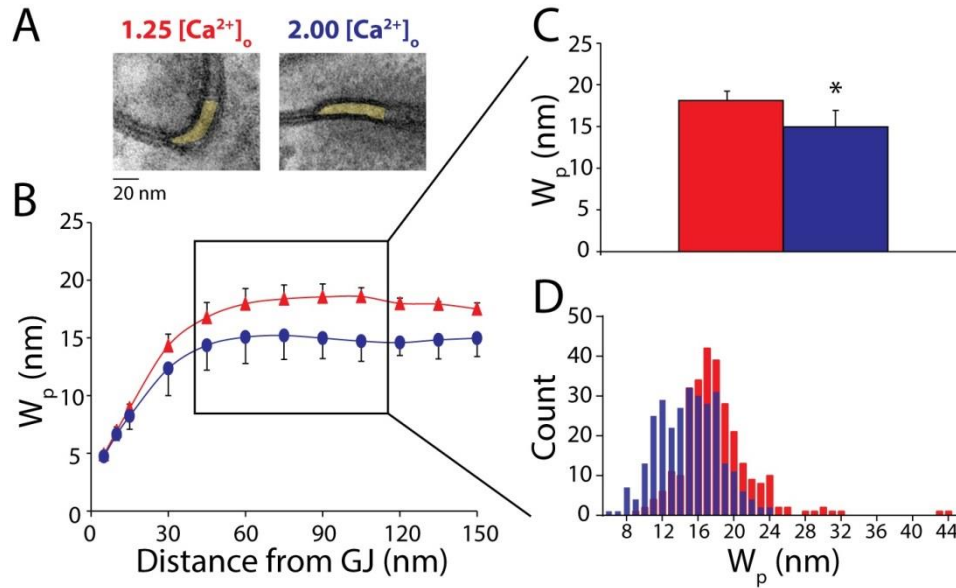 A
1.25 [Ca²⁺]ₒ
2.00 [Ca²⁺]ₒ
20 nm
B
25
20
15
10
5
0
Wₚ (nm)
0 30 60 90 120 150
Distance from GJ (nm)
C
25
20
15
10
5
0
Wₚ (nm)
*
D
50
40
30
20
10
0
Count
8 12 16 20 24 28 32 36 40 44
Wₚ (nm)